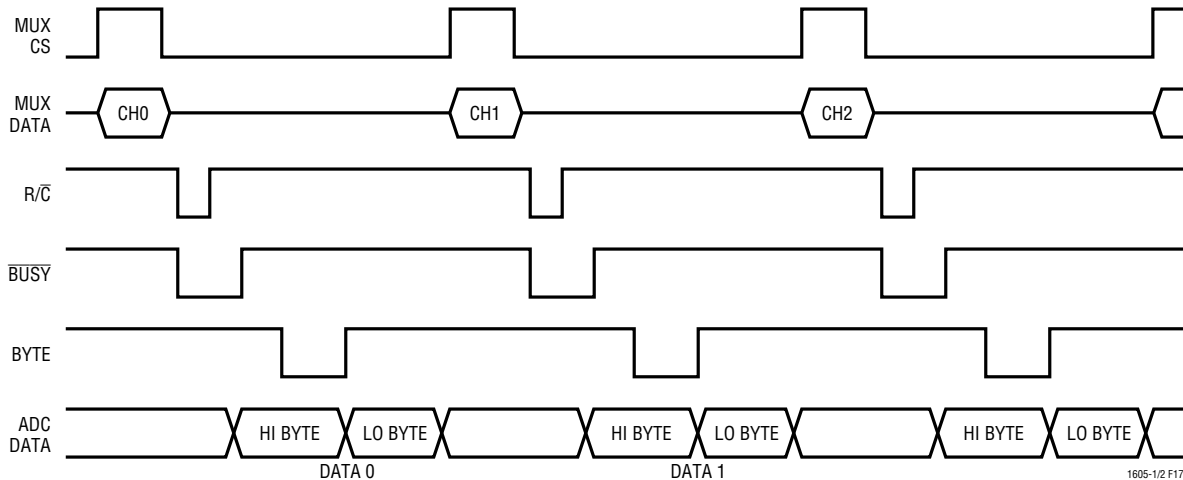 MUX
CS
MUX
DATA
CH0
CH1
CH2
R/C̅
B̅U̅S̅Y̅
BYTE
ADC
DATA
HI BYTE
LO BYTE
HI BYTE
LO BYTE
HI BYTE
LO BYTE
DATA 0
DATA 1
1605-1/2 F17